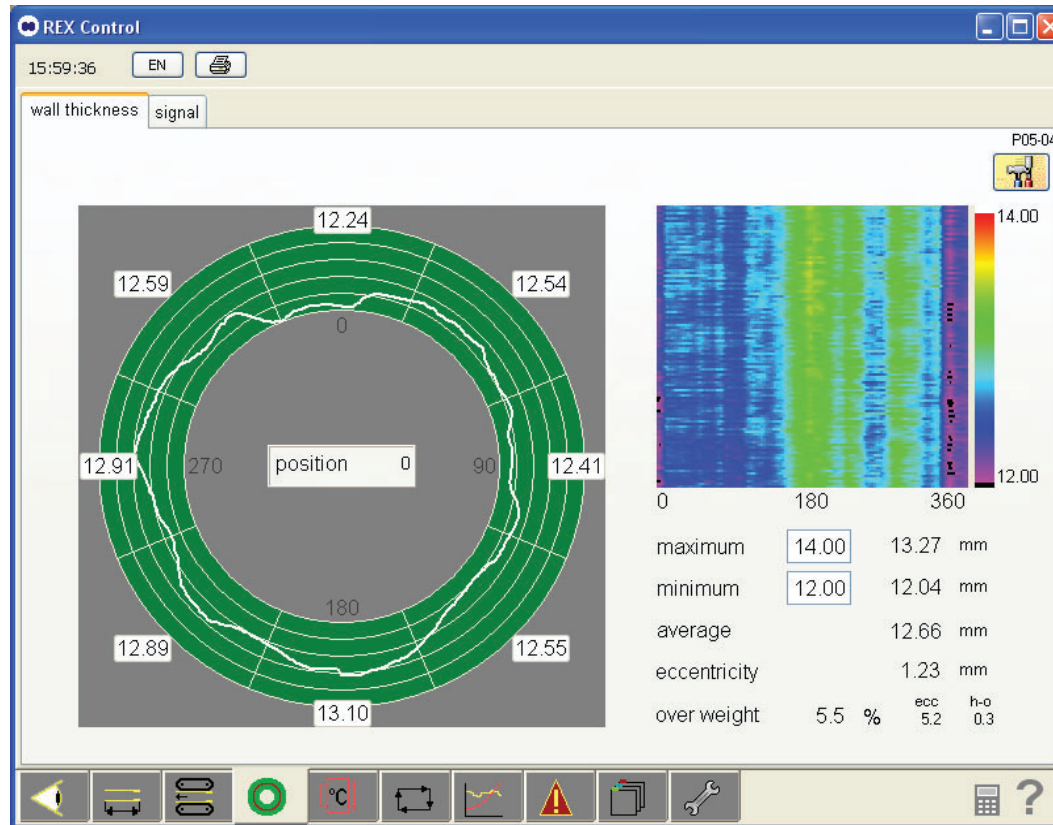 REX Control
15:59:36 EN
wall thickness signal
P05-04
12.24
12.59 12.54
0
12.91 270 position 0 90 12.41
180
12.89 12.55
13.10
14.00
12.00
0 180 360
maximum 14.00 13.27 mm
minimum 12.00 12.04 mm
average 12.66 mm
eccentricity 1.23 mm
over weight 5.5 % ecc 5.2 h-o 0.3
°C
?